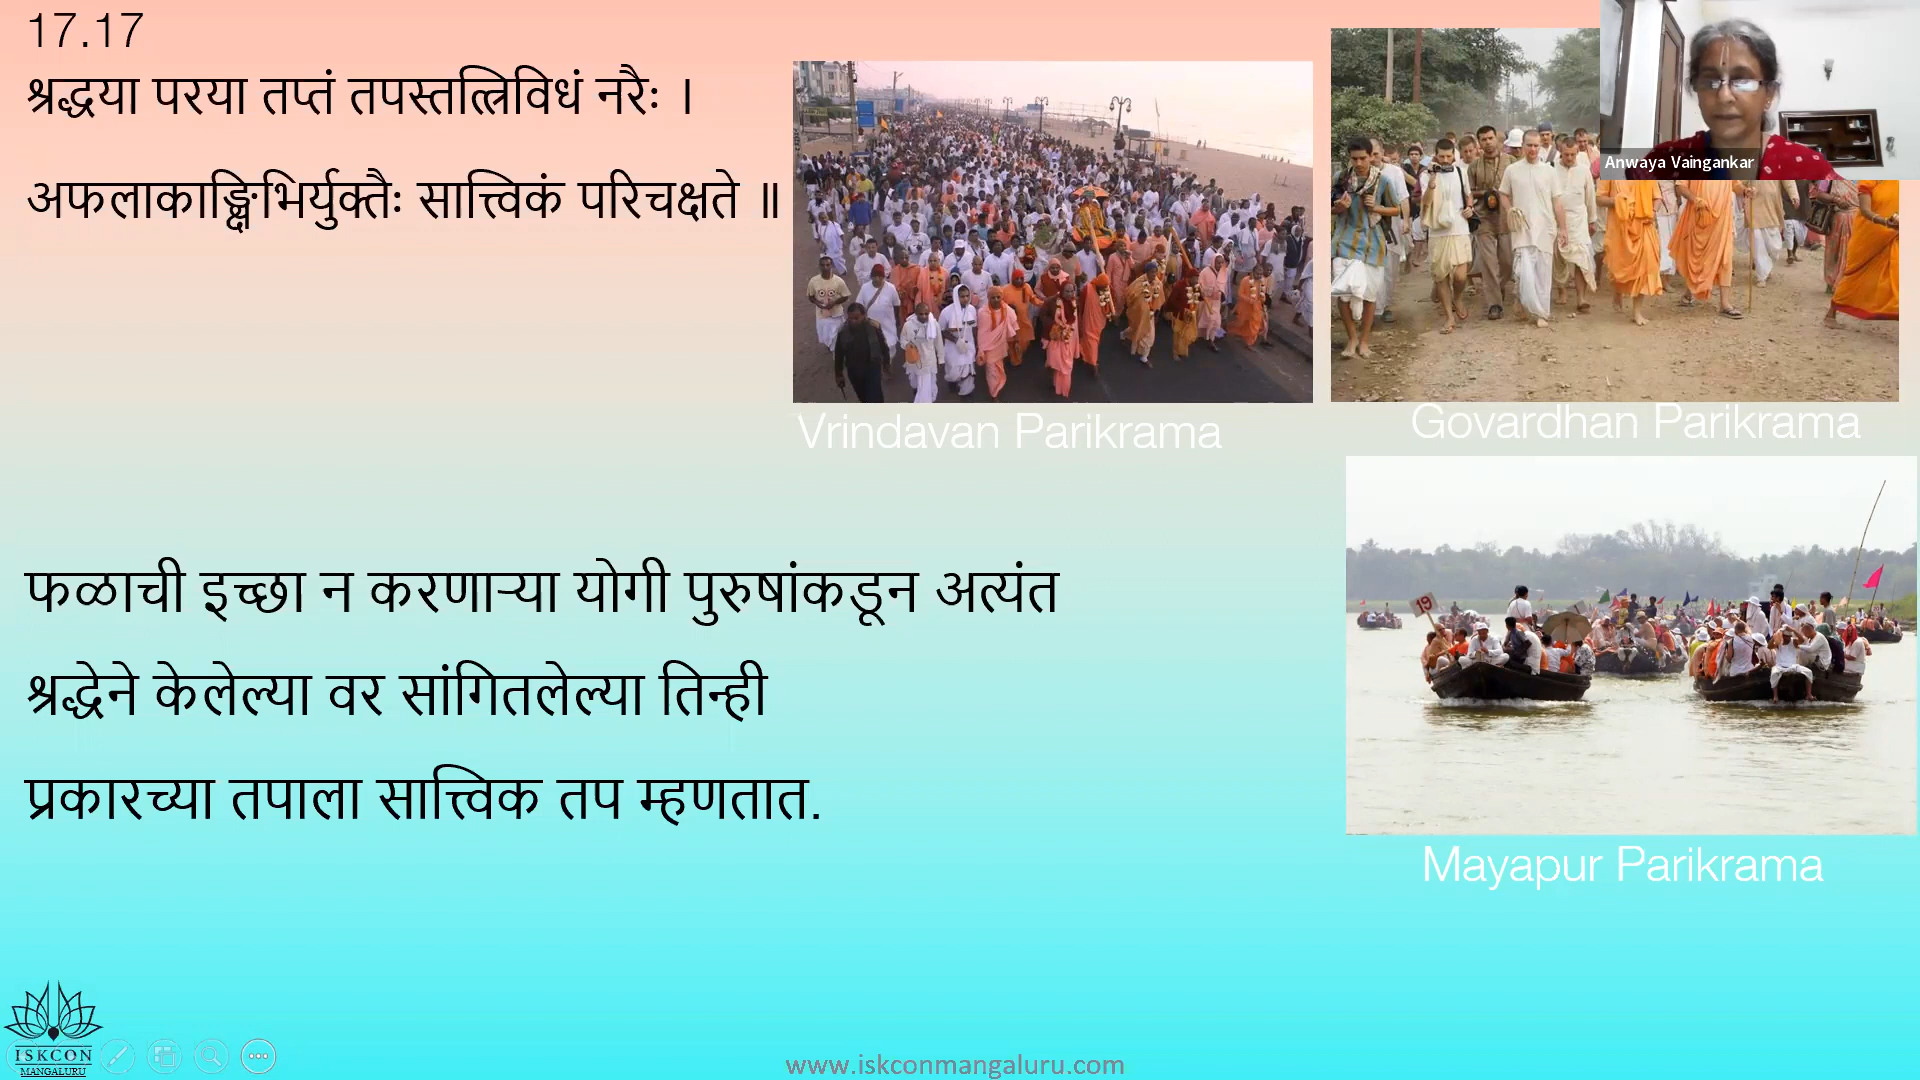 17.17
श्रद्धया परया तप्तं तपस्तत्त्रिविधं नरैः ।
अफलाकाङ्क्षिभिर्युक्तैः सात्त्विकं परिचक्षते ॥
Anwaya Vaingankar
Vrindavan Parikrama
Govardhan Parikrama
19
फळाची इच्छा न करणाऱ्या योगी पुरुषांकडून अत्यंत
श्रद्धेने केलेल्या वर सांगितलेल्या तिन्ही
प्रकारच्या तपाला सात्त्विक तप म्हणतात.
Mayapur Parikrama
ISKCON
MANGALURU
www.iskconmangaluru.com